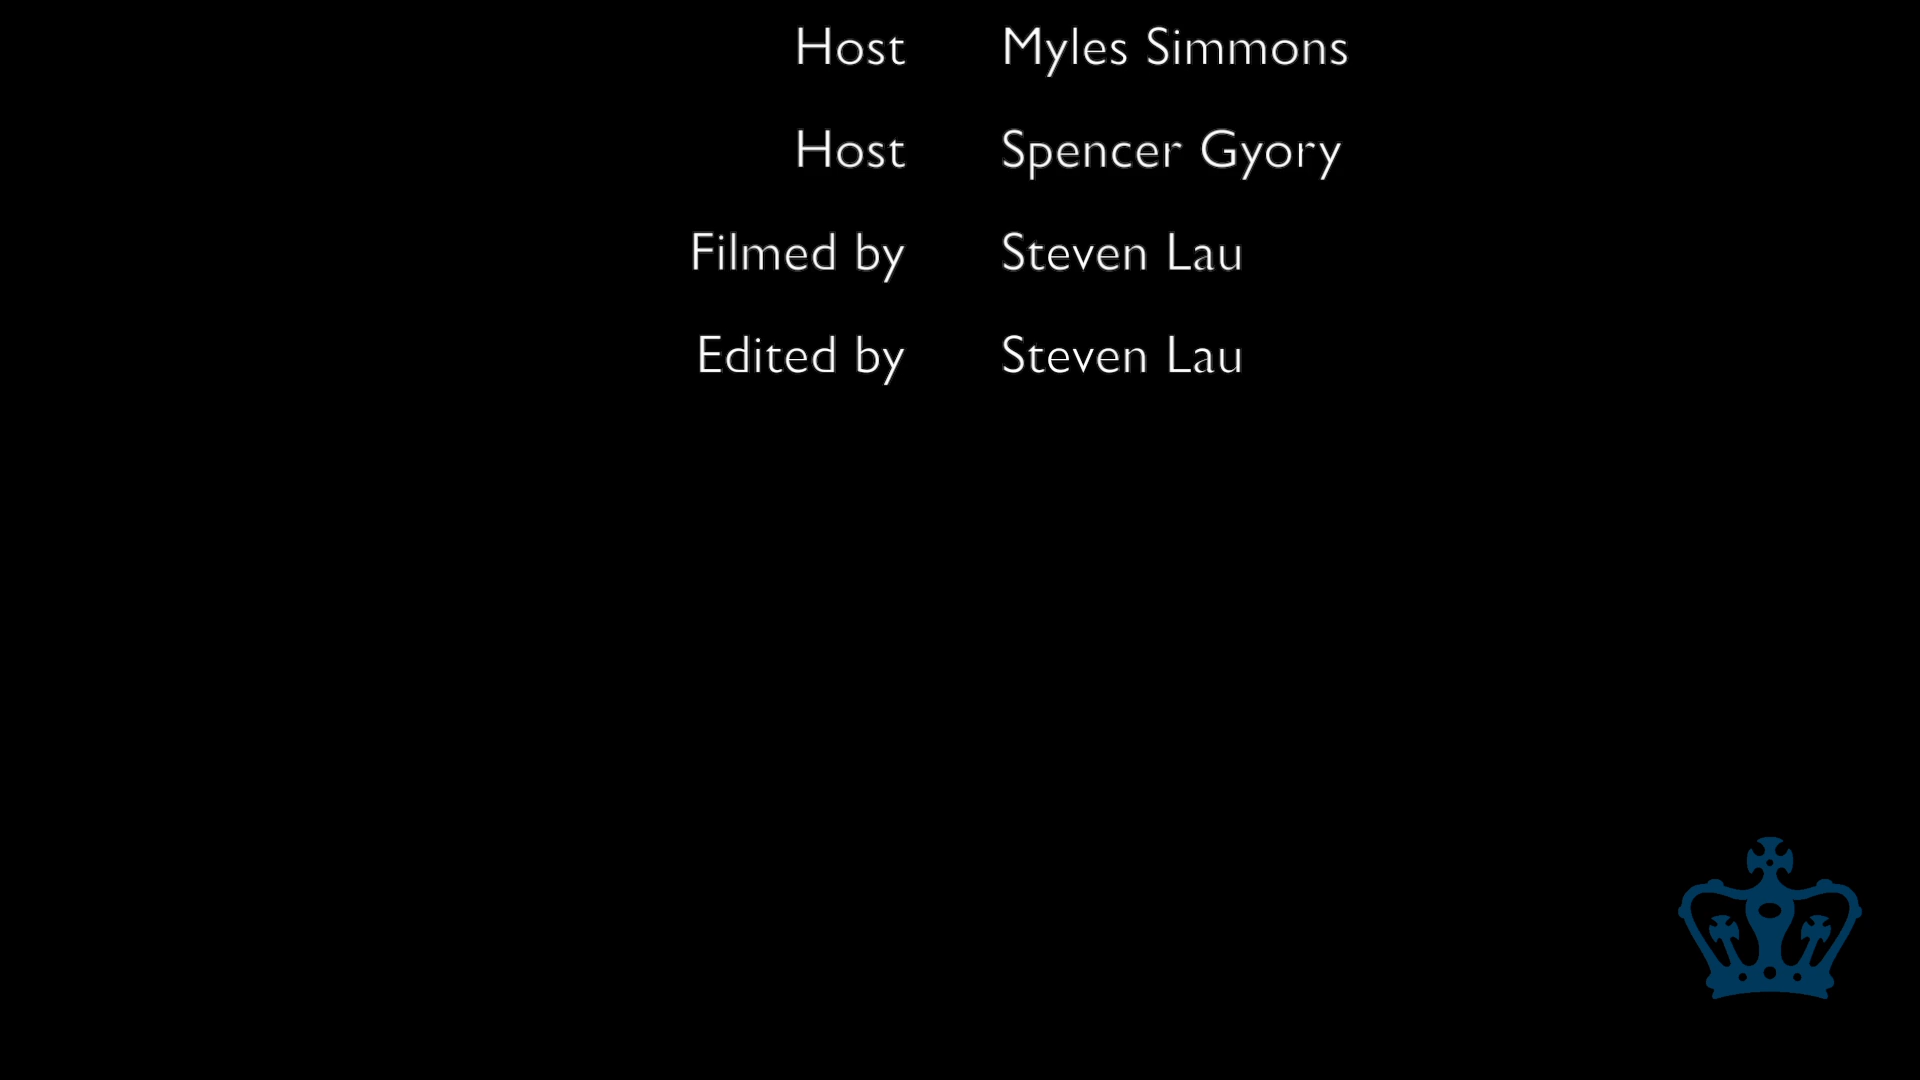 Host Myles Simmons
Host Spencer Gyory
Filmed by Steven Lau
Edited by Steven Lau